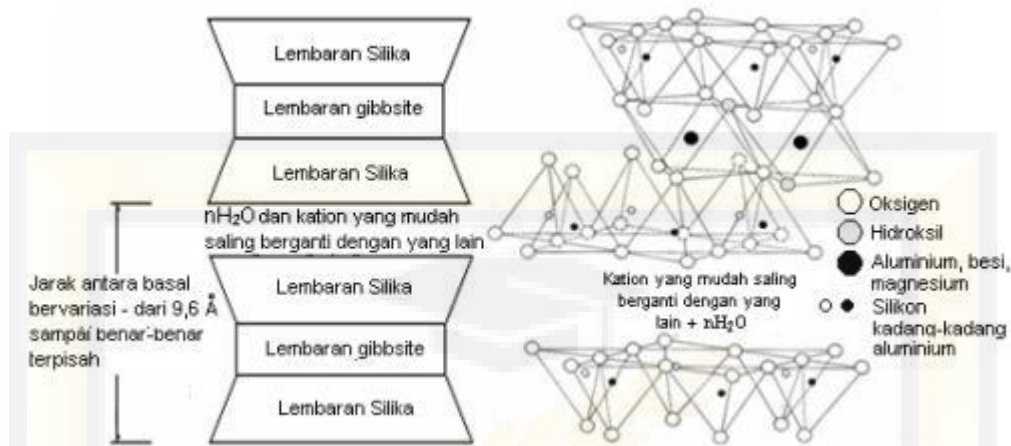 Lembaran Silika
Lembaran gibbsite
Lembaran Silika
nH₂O dan kation yang mudah
saling berganti dengan yang lain
Jarak antara basal
bervariasi - dari 9,6 Å
sampai benar-benar
terpisah
Lembaran Silika
Lembaran gibbsite
Lembaran Silika
Kation yang mudah saling
berganti dengan yang
lain + nH₂O
Oksigen
Hidroksil
Aluminium, besi,
magnesium
Silikon
kadang-kadang
aluminium